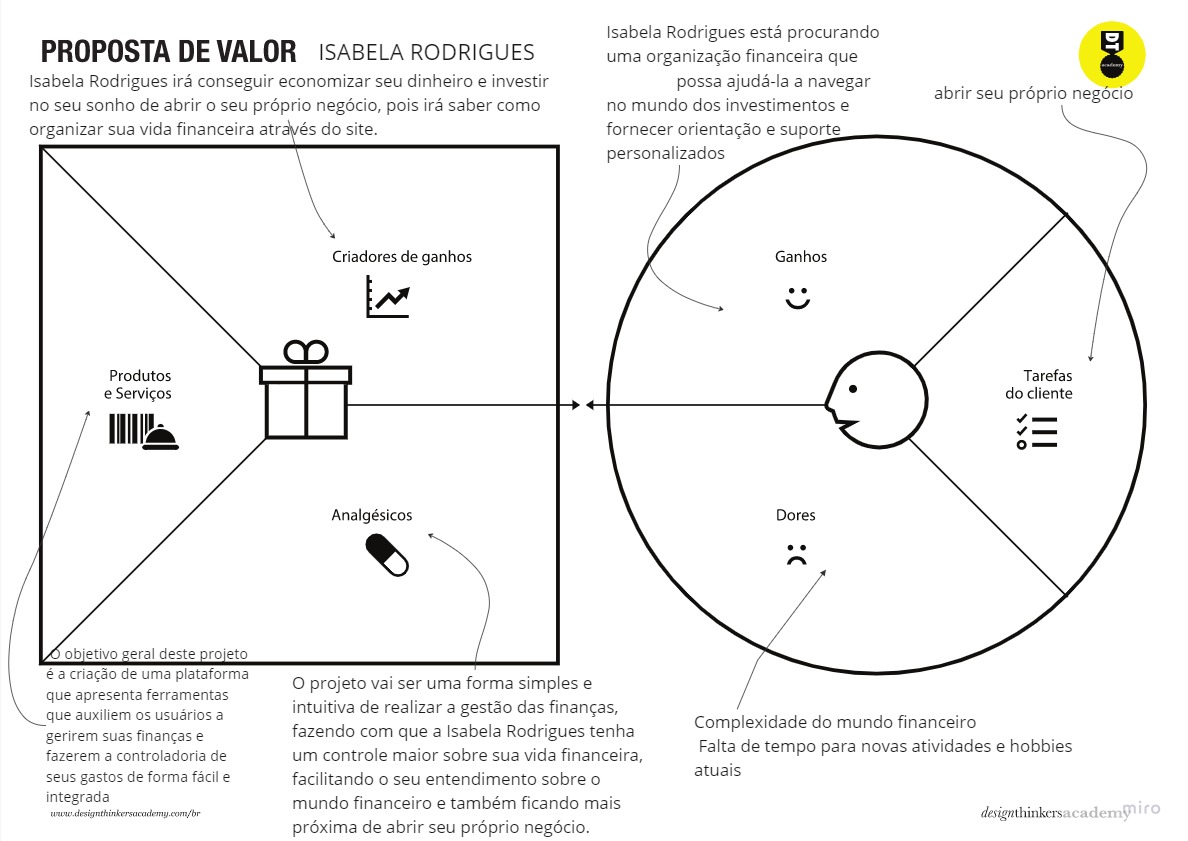 PROPOSTA DE VALOR ISABELA RODRIGUES
Isabela Rodrigues irá conseguir economizar seu dinheiro e investir
no seu sonho de abrir o seu próprio negócio, pois irá saber como
organizar sua vida financeira através do site.
Isabela Rodrigues está procurando
uma organização financeira que
possa ajudá-la a navegar
no mundo dos investimentos e
fornecer orientação e suporte
personalizados
DT
academy
abrir seu próprio negócio
Criadores de ganhos
Produtos
e Serviços
Analgésicos
Ganhos
Tarefas
do cliente
Dores
O objetivo geral deste projeto
é a criação de uma plataforma
que apresenta ferramentas
que auxiliem os usuários a
gerirem suas finanças e
fazerem a controladoria de
seus gastos de forma fácil e
integrada
www.designthinkersacademy.com/br
O projeto vai ser uma forma simples e
intuitiva de realizar a gestão das finanças,
fazendo com que a Isabela Rodrigues tenha
um controle maior sobre sua vida financeira,
facilitando o seu entendimento sobre o
mundo financeiro e também ficando mais
próxima de abrir seu próprio negócio.
Complexidade do mundo financeiro
Falta de tempo para novas atividades e hobbies
atuais
designthinkersacademy
miro